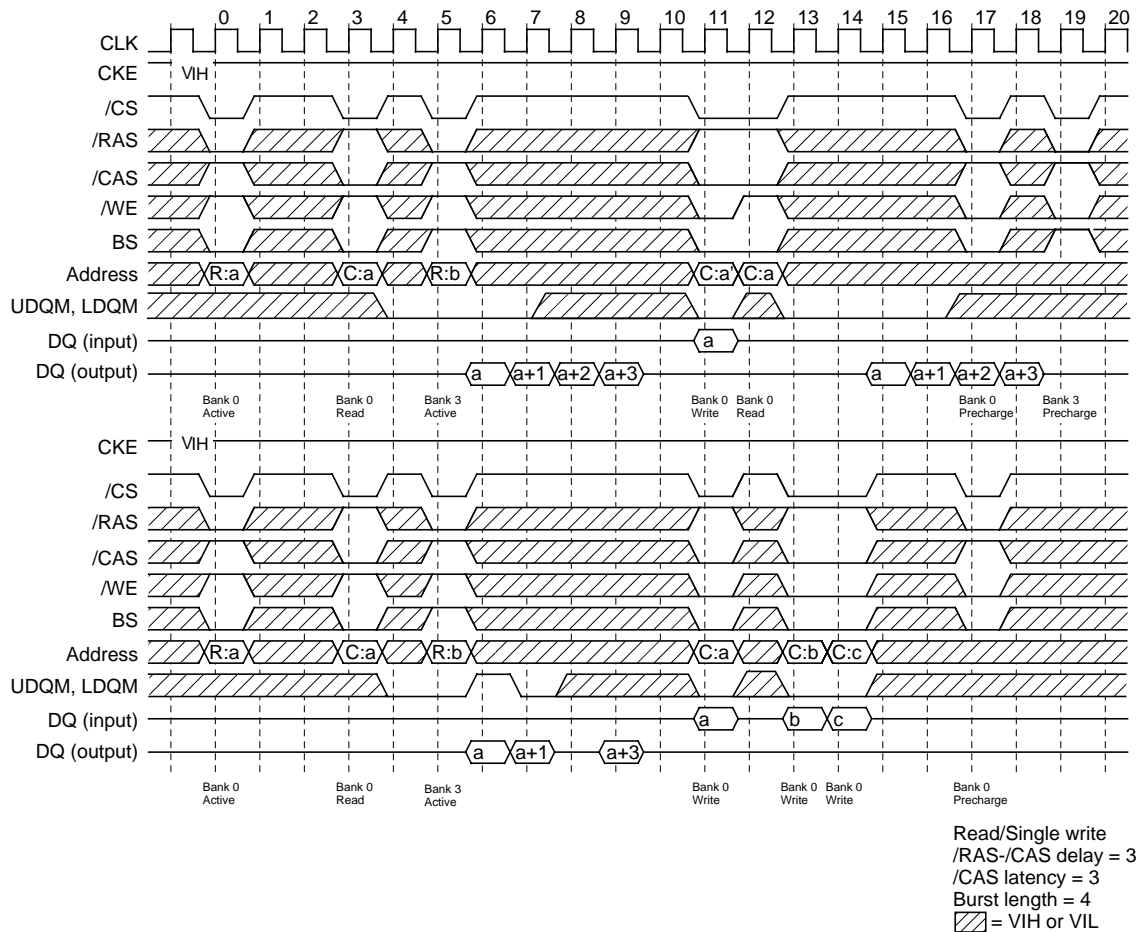 0 1 2 3 4 5 6 7 8 9 10 11 12 13 14 15 16 17 18 19 20
CLK
CKE VIH
/CS
/RAS
/CAS
/WE
BS
Address R:a C:a R:b C:a' C:a
UDQM, LDQM
DQ (input) a
DQ (output) a a+1 a+2 a+3 a a+1 a+2 a+3
Bank 0 Bank 0 Bank 3 Bank 0 Bank 0 Bank 0 Bank 3
Active Read Active Write Read Precharge Precharge
CKE VIH
/CS
/RAS
/CAS
/WE
BS
Address R:a C:a R:b C:a C:b C:c
UDQM, LDQM
DQ (input) a b c
DQ (output) a a+1 a+3
Bank 0 Bank 0 Bank 3 Bank 0 Bank 0 Bank 0 Bank 0
Active Read Active Write Write Write Precharge
Read/Single write
/RAS-/CAS delay = 3
/CAS latency = 3
Burst length = 4
= VIH or VIL